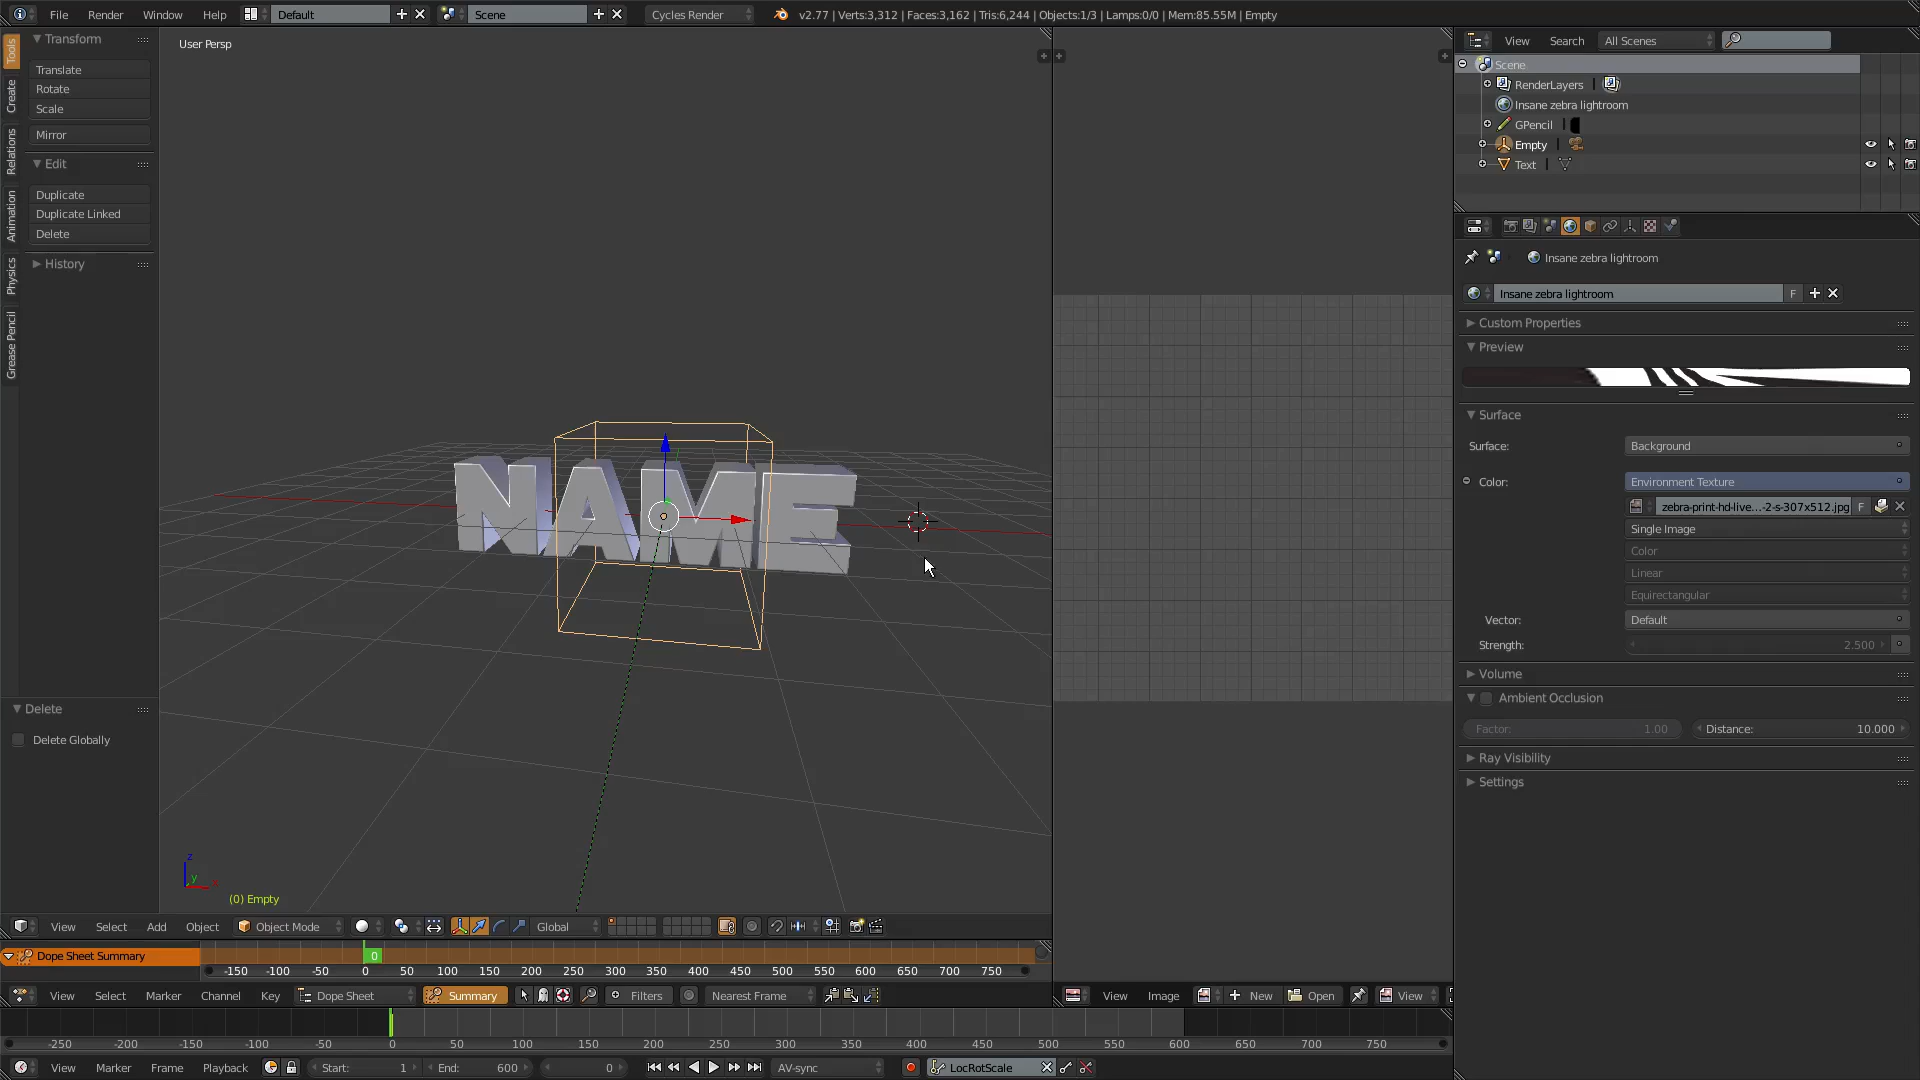 File Render Window Help Default Scene Cycles Render v2.77 | Verts:3,312 | Faces:3,162 | Tris:6,244 | Objects:1/3 | Lamps:0/0 | Mem:85.55M | Empty
Tools
Create
Relations
Animation
Physics
Grease Pencil
Transform
Translate
Rotate
Scale
Mirror
Edit
Duplicate
Duplicate Linked
Delete
History
Delete
Delete Globally
User Persp
NAME
z
y
x
(0) Empty
View Select Add Object Object Mode Global
Dope Sheet Summary
0
-150 -100 -50 0 50 100 150 200 250 300 350 400 450 500 550 600 650 700 750
View Select Marker Channel Key Dope Sheet Summary Filters Nearest Frame
View Image New Open View
-250 -200 -150 -100 -50 0 50 100 150 200 250 300 350 400 450 500 550 600 650 700 750
View Marker Frame Playback Start: 1 End: 600 0 AV-sync LocRotScale
View Search All Scenes
Scene
RenderLayers
Insane zebra lightroom
GPencil
Empty
Text
Insane zebra lightroom
Insane zebra lightroom F
Custom Properties
Preview
Surface
Surface: Background
Color: Environment Texture
zebra-print-hd-live...-2-s-307x512.jpg F
Single Image
Color
Linear
Equirectangular
Vector: Default
Strength: 2.500
Volume
Ambient Occlusion
Factor: 1.00 Distance: 10.000
Ray Visibility
Settings